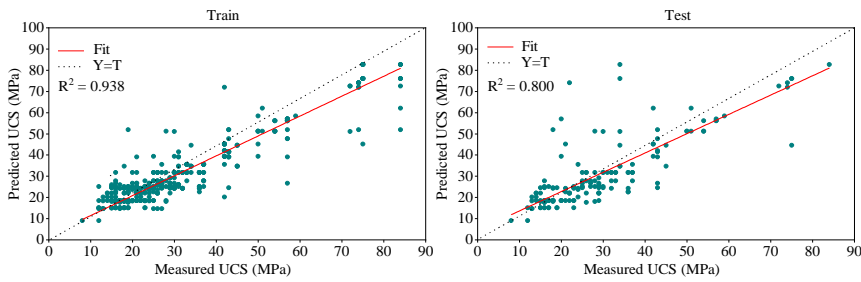 Train
Predicted UCS (MPa)
100
90
80
70
60
50
40
30
20
10
0
Fit
Y=T
R² = 0.938
0 10 20 30 40 50 60 70 80 90
Measured UCS (MPa)
Test
Predicted UCS (MPa)
100
90
80
70
60
50
40
30
20
10
0
Fit
Y=T
R² = 0.800
0 10 20 30 40 50 60 70 80 90
Measured UCS (MPa)